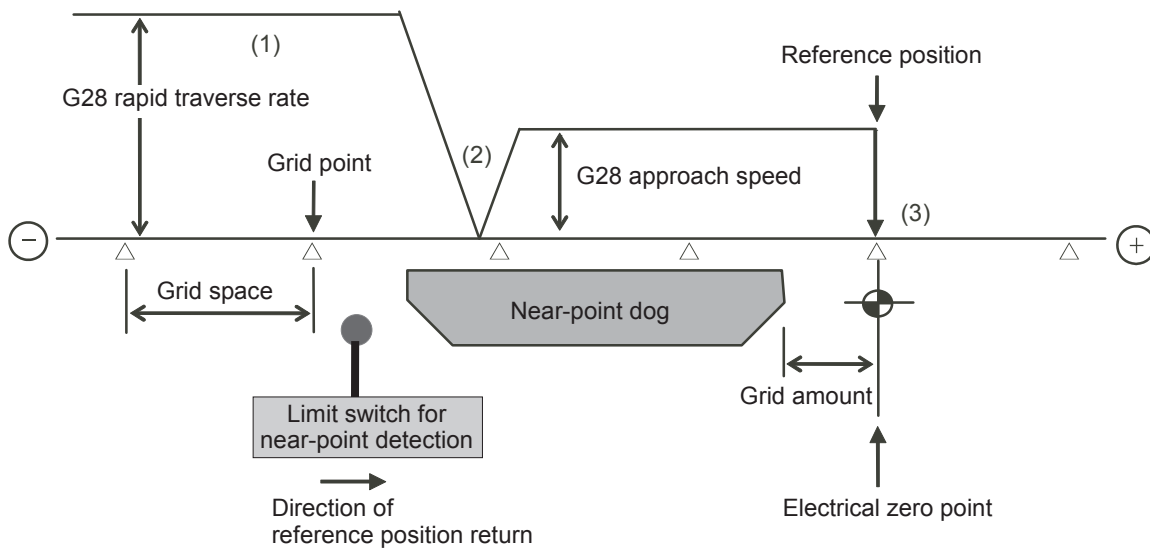 (1)
G28 rapid traverse rate
Reference position
Grid point
(2)
G28 approach speed
(3)
−
+
Grid space
Near-point dog
Grid amount
Limit switch for
near-point detection
Direction of
reference position return
Electrical zero point